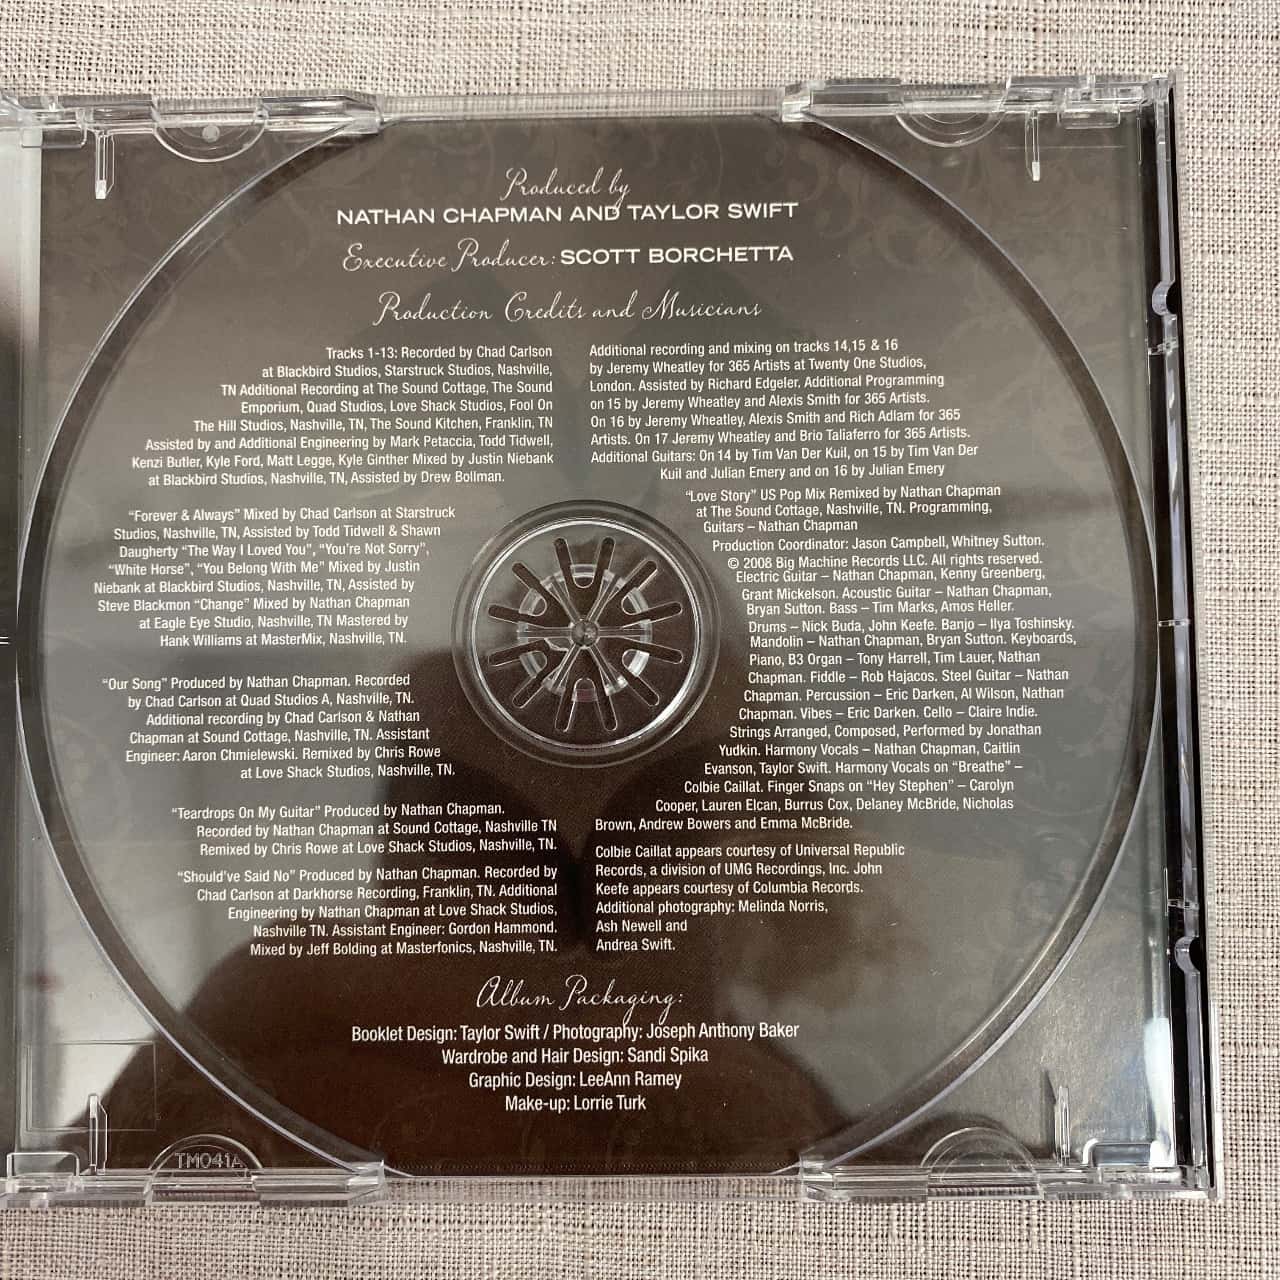 Produced by
NATHAN CHAPMAN AND TAYLOR SWIFT
Executive Producer: SCOTT BORCHETTA
Production Credits and Musicians
Tracks 1-13: Recorded by Chad Carlson
at Blackbird Studios, Starstruck Studios, Nashville,
TN Additional Recording at The Sound Cottage, The Sound
Emporium, Quad Studios, Love Shack Studios, Fool On
The Hill Studios, Nashville, TN, The Sound Kitchen, Franklin, TN
Assisted by and Additional Engineering by Mark Petaccia, Todd Tidwell,
Kenzi Butler, Kyle Ford, Matt Legge, Kyle Ginther Mixed by Justin Niebank
at Blackbird Studios, Nashville, TN, Assisted by Drew Bollman.
“Forever & Always” Mixed by Chad Carlson at Starstruck
Studios, Nashville, TN, Assisted by Todd Tidwell & Shawn
Daugherty “The Way I Loved You”, “You’re Not Sorry”,
“White Horse”, “You Belong With Me” Mixed by Justin
Niebank at Blackbird Studios, Nashville, TN, Assisted by
Steve Blackmon “Change” Mixed by Nathan Chapman
at Eagle Eye Studio, Nashville, TN Mastered by
Hank Williams at MasterMix, Nashville, TN.
“Our Song” Produced by Nathan Chapman. Recorded
by Chad Carlson at Quad Studios A, Nashville, TN.
Additional recording by Chad Carlson & Nathan
Chapman at Sound Cottage, Nashville, TN. Assistant
Engineer: Aaron Chmielewski. Remixed by Chris Rowe
at Love Shack Studios, Nashville, TN.
“Teardrops On My Guitar” Produced by Nathan Chapman.
Recorded by Nathan Chapman at Sound Cottage, Nashville TN
Remixed by Chris Rowe at Love Shack Studios, Nashville, TN.
“Should’ve Said No” Produced by Nathan Chapman. Recorded by
Chad Carlson at Darkhorse Recording, Franklin, TN. Additional
Engineering by Nathan Chapman at Love Shack Studios,
Nashville TN. Assistant Engineer: Gordon Hammond.
Mixed by Jeff Bolding at Masterfonics, Nashville, TN.
Additional recording and mixing on tracks 14,15 & 16
by Jeremy Wheatley for 365 Artists at Twenty One Studios,
London. Assisted by Richard Edgeler. Additional Programming
on 15 by Jeremy Wheatley and Alexis Smith for 365 Artists.
On 16 by Jeremy Wheatley, Alexis Smith and Rich Adlam for 365
Artists. On 17 Jeremy Wheatley and Brio Taliaferro for 365 Artists.
Additional Guitars: On 14 by Tim Van Der Kuil, on 15 by Tim Van Der
Kuil and Julian Emery and on 16 by Julian Emery
“Love Story” US Pop Mix Remixed by Nathan Chapman
at The Sound Cottage, Nashville, TN. Programming,
Guitars – Nathan Chapman
Production Coordinator: Jason Campbell, Whitney Sutton.
© 2008 Big Machine Records LLC. All rights reserved.
Electric Guitar – Nathan Chapman, Kenny Greenberg,
Grant Mickelson. Acoustic Guitar – Nathan Chapman,
Bryan Sutton. Bass – Tim Marks, Amos Heller.
Drums – Nick Buda, John Keefe. Banjo – Ilya Toshinsky.
Mandolin – Nathan Chapman, Bryan Sutton. Keyboards,
Piano, B3 Organ – Tony Harrell, Tim Lauer, Nathan
Chapman. Fiddle – Rob Hajacos. Steel Guitar – Nathan
Chapman. Percussion – Eric Darken, Al Wilson, Nathan
Chapman. Vibes – Eric Darken. Cello – Claire Indie.
Strings Arranged, Composed, Performed by Jonathan
Yudkin. Harmony Vocals – Nathan Chapman, Caitlin
Evanson, Taylor Swift. Harmony Vocals on “Breathe” –
Colbie Caillat. Finger Snaps on “Hey Stephen” – Carolyn
Cooper, Lauren Elcan, Burrus Cox, Delaney McBride, Nicholas
Brown, Andrew Bowers and Emma McBride.
Colbie Caillat appears courtesy of Universal Republic
Records, a division of UMG Recordings, Inc. John
Keefe appears courtesy of Columbia Records.
Additional photography: Melinda Norris,
Ash Newell and
Andrea Swift.
Album Packaging:
Booklet Design: Taylor Swift / Photography: Joseph Anthony Baker
Wardrobe and Hair Design: Sandi Spika
Graphic Design: LeeAnn Ramey
Make-up: Lorrie Turk
TM041A